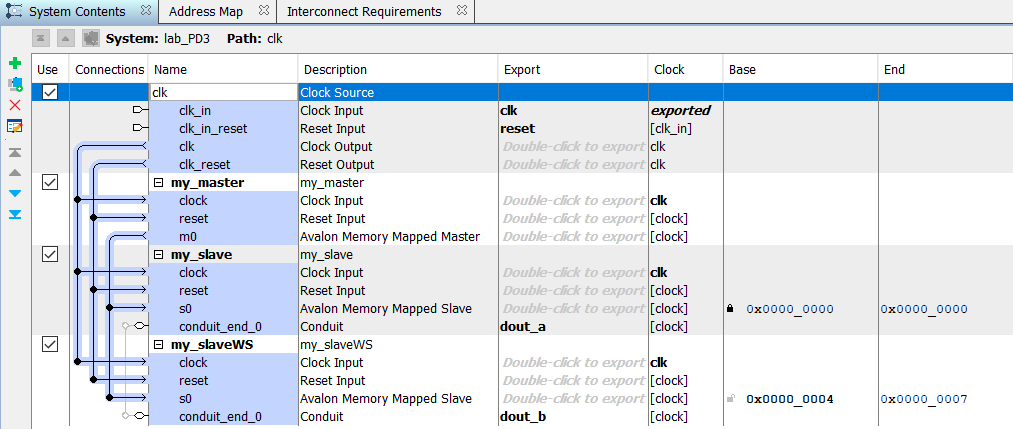 System Contents Address Map Interconnect Requirements
System: lab_PD3 Path: clk
Use Connections Name Description Export Clock Base End
clk Clock Source
clk_in Clock Input clk exported
clk_in_reset Reset Input reset [clk_in]
clk Clock Output Double-click to export clk
clk_reset Reset Output Double-click to export clk
my_master my_master
clock Clock Input Double-click to export clk
reset Reset Input Double-click to export [clock]
m0 Avalon Memory Mapped Master Double-click to export [clock]
my_slave my_slave
clock Clock Input Double-click to export clk
reset Reset Input Double-click to export [clock]
s0 Avalon Memory Mapped Slave Double-click to export [clock] 0x0000_0000 0x0000_0000
conduit_end_0 Conduit dout_a [clock]
my_slaveWS my_slaveWS
clock Clock Input Double-click to export clk
reset Reset Input Double-click to export [clock]
s0 Avalon Memory Mapped Slave Double-click to export [clock] 0x0000_0004 0x0000_0007
conduit_end_0 Conduit dout_b [clock]